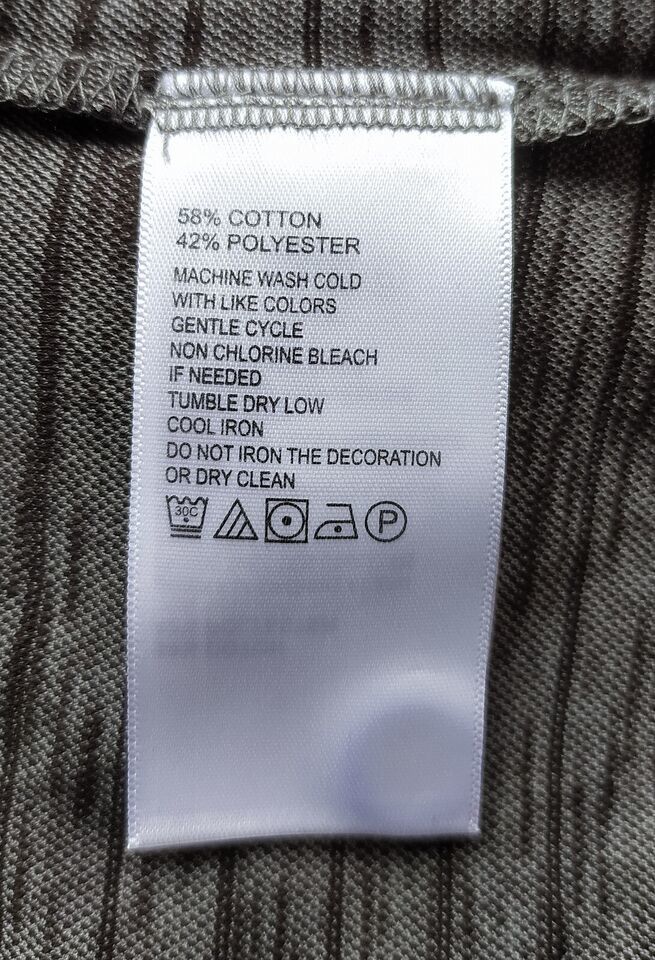 58% COTTON
42% POLYESTER
MACHINE WASH COLD
WITH LIKE COLORS
GENTLE CYCLE
NON CHLORINE BLEACH
IF NEEDED
TUMBLE DRY LOW
COOL IRON
DO NOT IRON THE DECORATION
OR DRY CLEAN
30C P